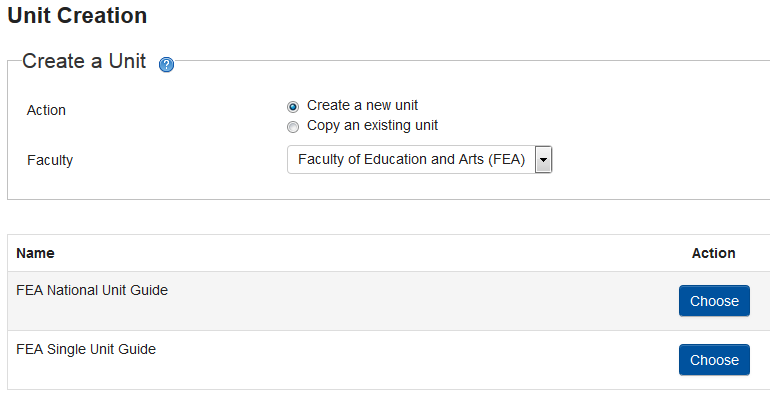 Unit Creation
Create a Unit ?
Action
Create a new unit
Copy an existing unit
Faculty
Faculty of Education and Arts (FEA)
Name Action
FEA National Unit Guide Choose
FEA Single Unit Guide Choose